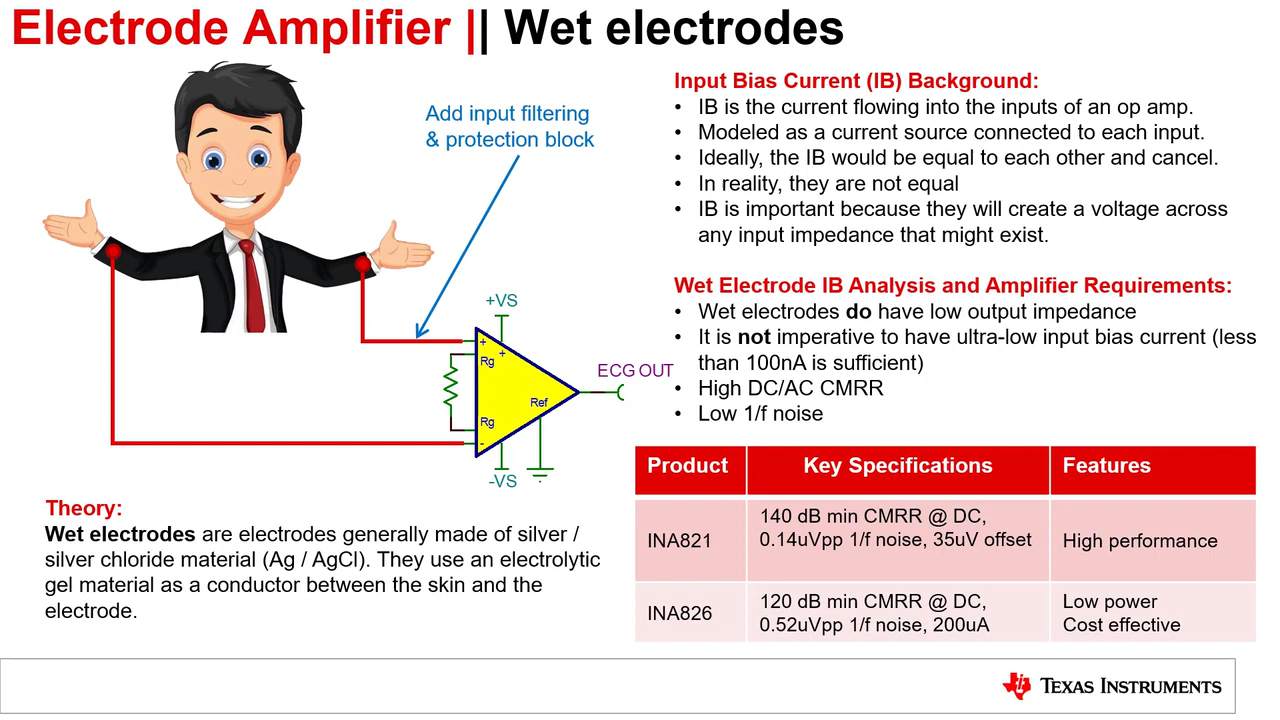 Electrode Amplifier || Wet electrodes
Add input filtering
& protection block
+VS
+
+
Rg
Rg
-
Ref
-VS
ECG OUT
Theory:
Wet electrodes are electrodes generally made of silver /
silver chloride material (Ag / AgCl). They use an electrolytic
gel material as a conductor between the skin and the
electrode.
Input Bias Current (IB) Background:
• IB is the current flowing into the inputs of an op amp.
• Modeled as a current source connected to each input.
• Ideally, the IB would be equal to each other and cancel.
• In reality, they are not equal
• IB is important because they will create a voltage across
any input impedance that might exist.
Wet Electrode IB Analysis and Amplifier Requirements:
• Wet electrodes do have low output impedance
• It is not imperative to have ultra-low input bias current (less
than 100nA is sufficient)
• High DC/AC CMRR
• Low 1/f noise
Product Key Specifications Features
INA821
140 dB min CMRR @ DC,
0.14uVpp 1/f noise, 35uV offset
High performance
INA826
120 dB min CMRR @ DC,
0.52uVpp 1/f noise, 200uA
Low power
Cost effective
TEXAS INSTRUMENTS